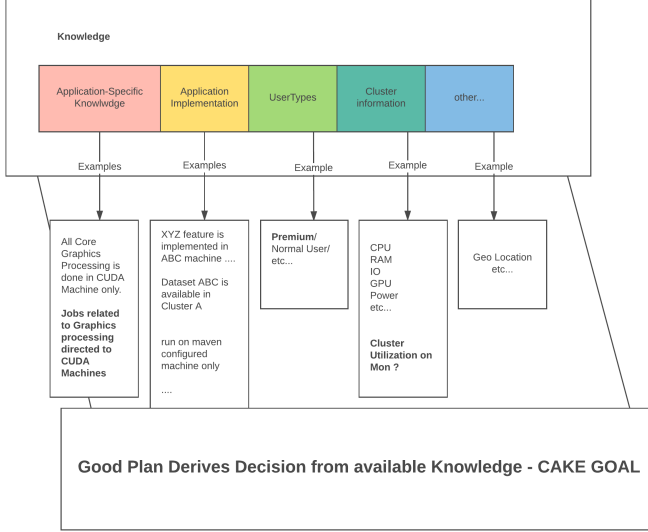 Knowledge
Application-Specific
Knowlwdge
Application
Implementation
UserTypes
Cluster
information
other...
Examples
Examples
Example
Example
Example
All Core
Graphics
Processing is
done in CUDA
Machine only.
Jobs related
to Graphics
processing
directed to
CUDA
Machines
XYZ feature is
implemented in
ABC machine ....
Dataset ABC is
available in
Cluster A
run on maven
configured
machine only
....
Premium/
Normal User/
etc...
CPU
RAM
IO
GPU
Power
etc...
Cluster
Utilization on
Mon ?
Geo Location
etc...
Good Plan Derives Decision from available Knowledge - CAKE GOAL